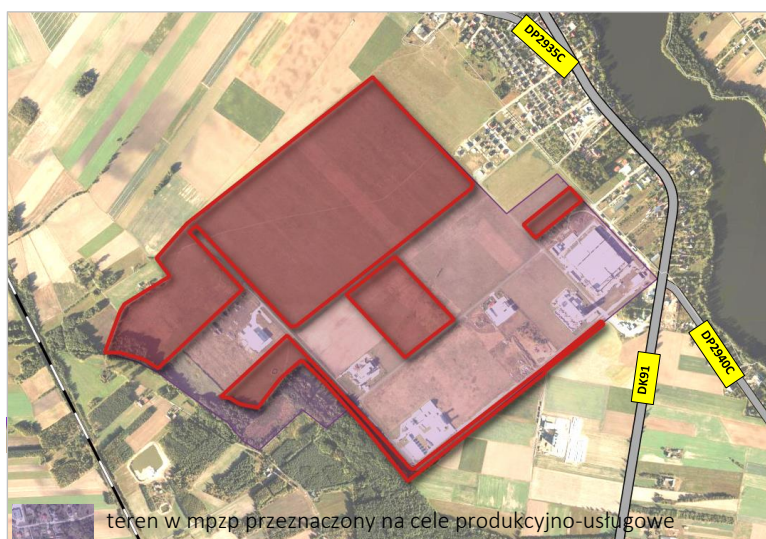 DP2935C
DP2940C
DK91
teren w mpzp przeznaczony na cele produkcyjno-usługowe .